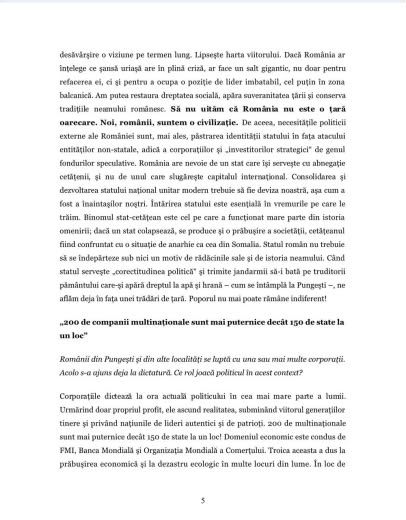 desăvârșire o viziune pe termen lung. Lipsește harta viitorului. Dacă România ar
înțelege ce șansă uriașă are în plină criză, ar face un salt gigantic, nu doar pentru
refacerea ei, ci și pentru a ocupa o poziție de lider imbatabil, cel puțin în zona
balcanică. Am putea restaura dreptatea socială, apăra suveranitatea țării și conserva
tradițiile neamului românesc. Să nu uităm că România nu este o țară
oarecare. Noi, românii, suntem o civilizație. De aceea, necesitățile politicii
externe ale României sunt, mai ales, păstrarea identității statului în fața atacului
entităților non-statale, adică a corporațiilor și „investitorilor strategici" de genul
fondurilor speculative. România are nevoie de un stat care își servește cu abnegație
cetățenii, și nu de unul care slugărește capitalul internațional. Consolidarea și
dezvoltarea statului național unitar modern trebuie să fie deviza noastră, așa cum a
fost a înaintașilor noștri. Întărirea statului este esențială în vremurile pe care le
trăim. Binomul stat-cetățean este cel pe care a funcționat mare parte din istoria
omenirii; dacă un stat colapsează, se produce și o prăbușire a societății, cetățeanul
fiind confruntat cu o situație de anarhie ca cea din Somalia. Statul român nu trebuie
să se îndepărteze sub nici un motiv de rădăcinile sale și de istoria neamului. Când
statul servește „corectitudinea politică" și trimite jandarmii să-i bată pe truditorii
pământului care-și apără dreptul la apă și hrană – cum se întâmplă la Pungești –, ne
aflăm deja în fața unei trădări de țară. Poporul nu mai poate rămâne indiferent!
„200 de companii multinaționale sunt mai puternice decât 150 de state la
un loc"
Românii din Pungești și din alte localități se luptă cu una sau mai multe corporații.
Acolo s-a ajuns deja la dictatură. Ce rol joacă politicul în acest context?
Corporațiile dictează la ora actuală politicului în cea mai mare parte a lumii.
Urmărind doar propriul profit, ele ascund realitatea, subminând viitorul generațiilor
tinere și privând națiunile de lideri autentici și de patrioți. 200 de multinaționale
sunt mai puternice decât 150 de state la un loc! Domeniul economic este condus de
FMI, Banca Mondială și Organizația Mondială a Comerțului. Troica aceasta a dus la
prăbușirea economică și la dezastru ecologic în multe locuri din lume. În loc de
5